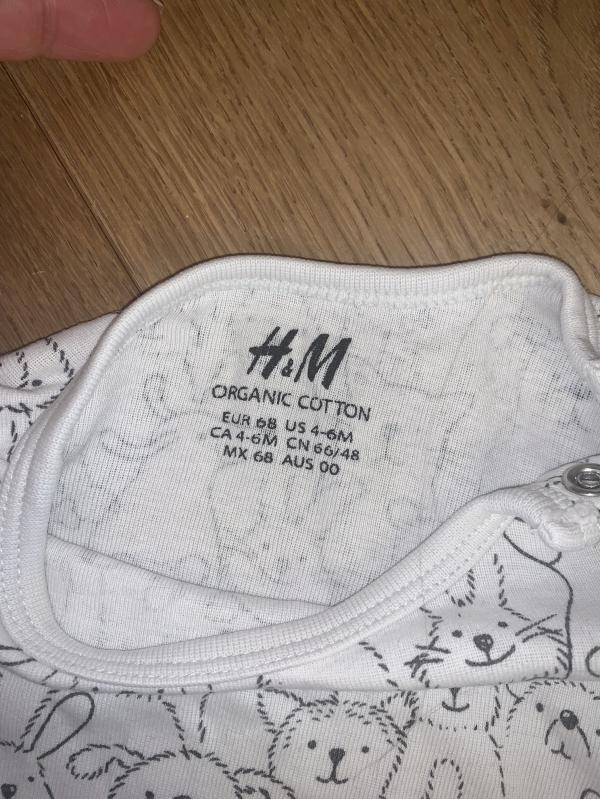 H&M
ORGANIC COTTON
EUR 68 US 4-6M
CA 4-6M CN 66/48
MX 68 AUS 00